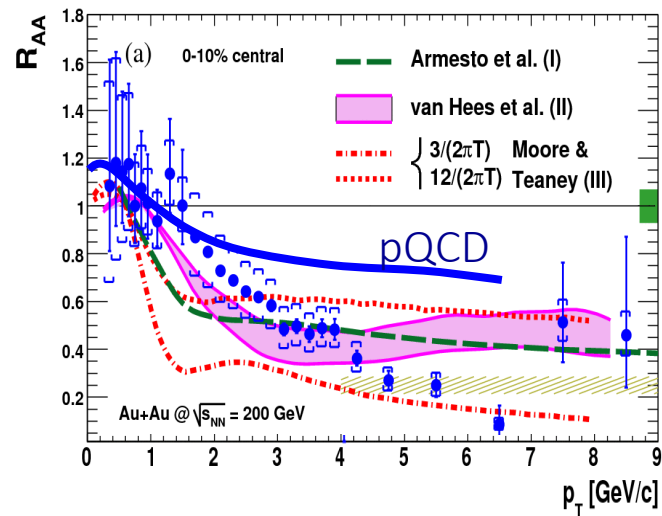 R_AA
1.8
1.6
1.4
1.2
1
0.8
0.6
0.4
0.2
(a)
0-10% central
Armesto et al. (I)
van Hees et al. (II)
3/(2πT) Moore &
12/(2πT) Teaney (III)
pQCD
Au+Au @ √s_NN = 200 GeV
0 1 2 3 4 5 6 7 8 9
p_T [GeV/c]